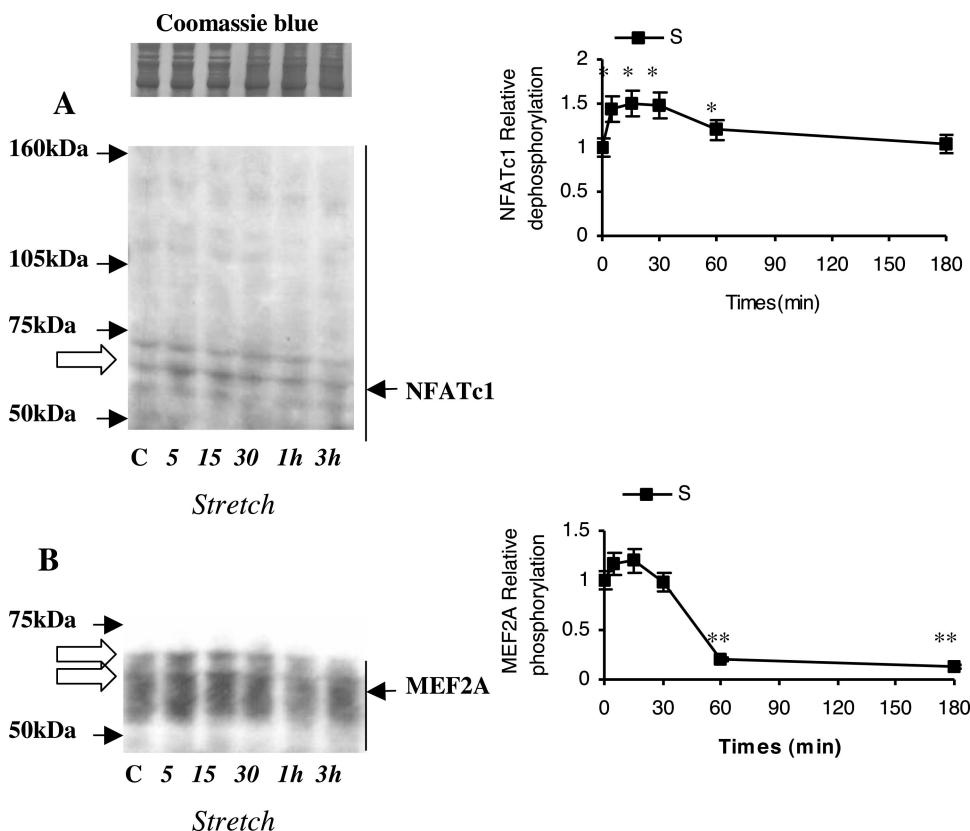 Coomassie blue
A
160kDa
105kDa
75kDa
50kDa
NFATc1
C 5 15 30 1h 3h
Stretch
S
NFATc1 Relative
dephosphorylation
2
1.5
1
0.5
0
* * * *
0 30 60 90 120 150 180
Times(min)
B
75kDa
50kDa
MEF2A
C 5 15 30 1h 3h
Stretch
S
MEF2A Relative
phosphorylation
1.5
1
0.5
0
** **
0 30 60 90 120 150 180
Times (min)